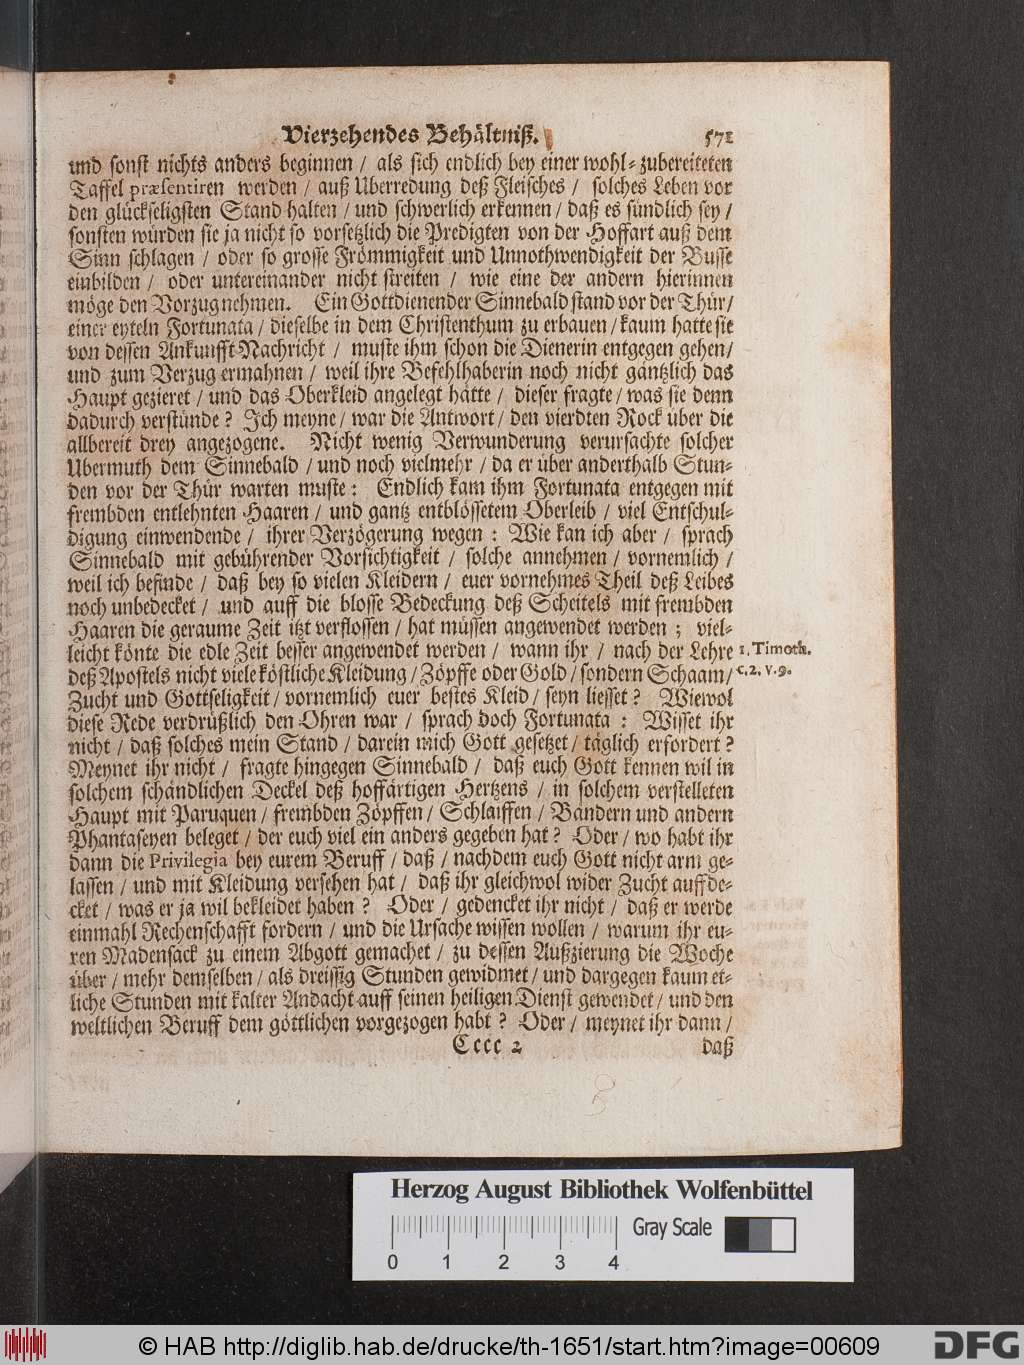 Vierzehendes Behältniß. 571
und sonst nichts anders beginnen / als sich endlich bey einer wohl-zubereiteten
Taffel præsentiren werden / auß Uberredung deß Fleisches / solches Leben vor
den glückseligsten Stand halten / und schwerlich erkennen / daß es sündlich sey /
sonsten würden sie ja nicht so vorsetzlich die Predigten von der Hoffart auß dem
Sinn schlagen / oder so grosse Frömmigkeit und Unnothwendigkeit der Busse
einbilden / oder untereinander nicht streiten / wie eine der andern hierinnen
möge den Vorzug nehmen. Ein Gottdienender Sinnebald stand vor der Thür /
einer eyteln Fortunata / dieselbe in dem Christenthum zu erbauen / kaum hatte sie
von dessen Ankunfft Nachricht / muste ihm schon die Dienerin entgegen gehen /
und zum Verzug ermahnen / weil ihre Befehlhaberin noch nicht gäntzlich das
Haupt gezieret / und das Oberkleid angelegt hätte / dieser fragte / was sie denn
dadurch verstünde? Ich meyne / war die Antwort / den vierdten Rock über die
allbereit drey angezogene. Nicht wenig Verwunderung verursachte solcher
Ubermuth dem Sinnebald / und noch vielmehr / da er über anderthalb Stun-
den vor der Thür warten muste: Endlich kam ihm Fortunata entgegen mit
frembden entlehnten Haaren / und gantz entblössetem Oberleib / viel Entschul-
digung einwendende / ihrer Verzögerung wegen: Wie kan ich aber / sprach
Sinnebald mit gebührender Vorsichtigkeit / solche annehmen / vornemlich /
weil ich befinde / daß bey so vielen Kleidern / euer vornehmes Theil deß Leibes
noch unbedecket / und auff die blosse Bedeckung deß Scheitels mit frembden
Haaren die geraume Zeit itzt verflossen / hat müssen angewendet werden; viel-
leicht könte die edle Zeit besser angewendet werden / wann ihr / nach der Lehre 1. Timoth.
deß Apostels nicht viele köstliche Kleidung / Zöpffe oder Gold / sondern Schaam / c. 2. v. 9.
Zucht und Gottseligkeit / vornemlich euer bestes Kleid / seyn liesset? Wiewol
diese Rede verdrüßlich den Ohren war / sprach doch Fortunata: Wisset ihr
nicht / daß solches mein Stand / darein mich Gott gesetzet / täglich erfordert?
Meynet ihr nicht / fragte hingegen Sinnebald / daß euch Gott kennen wil in
solchem schändlichen Deckel deß hoffärtigen Hertzens / in solchem verstelleten
Haupt mit Paruquen / frembden Zöpffen / Schlaiffen / Bändern und andern
Phantaseyen beleget / der euch viel ein anders gegeben hat? Oder / wo habt ihr
dann die Privilegia bey eurem Beruff / daß / nachdem euch Gott nicht arm ge-
lassen / und mit Kleidung versehen hat / daß ihr gleichwol wider Zucht auffde-
cket / was er ja wil bekleidet haben? Oder / gedencket ihr nicht / daß er werde
einmahl Rechenschafft fordern / und die Ursache wissen wollen / warum ihr eu-
ren Madensack zu einem Abgott gemachet / zu dessen Außzierung die Woche
über / mehr demselben / als dreissig Stunden gewidmet / und dargegen kaum et-
liche Stunden mit kalter Andacht auff seinen heiligen Dienst gewendet / und den
weltlichen Beruff dem göttlichen vorgezogen habt? Oder / meynet ihr dann /
Cccc 2 daß
Herzog August Bibliothek Wolfenbüttel
Gray Scale
0 1 2 3 4
© HAB http://diglib.hab.de/drucke/th-1651/start.htm?image=00609
DFG